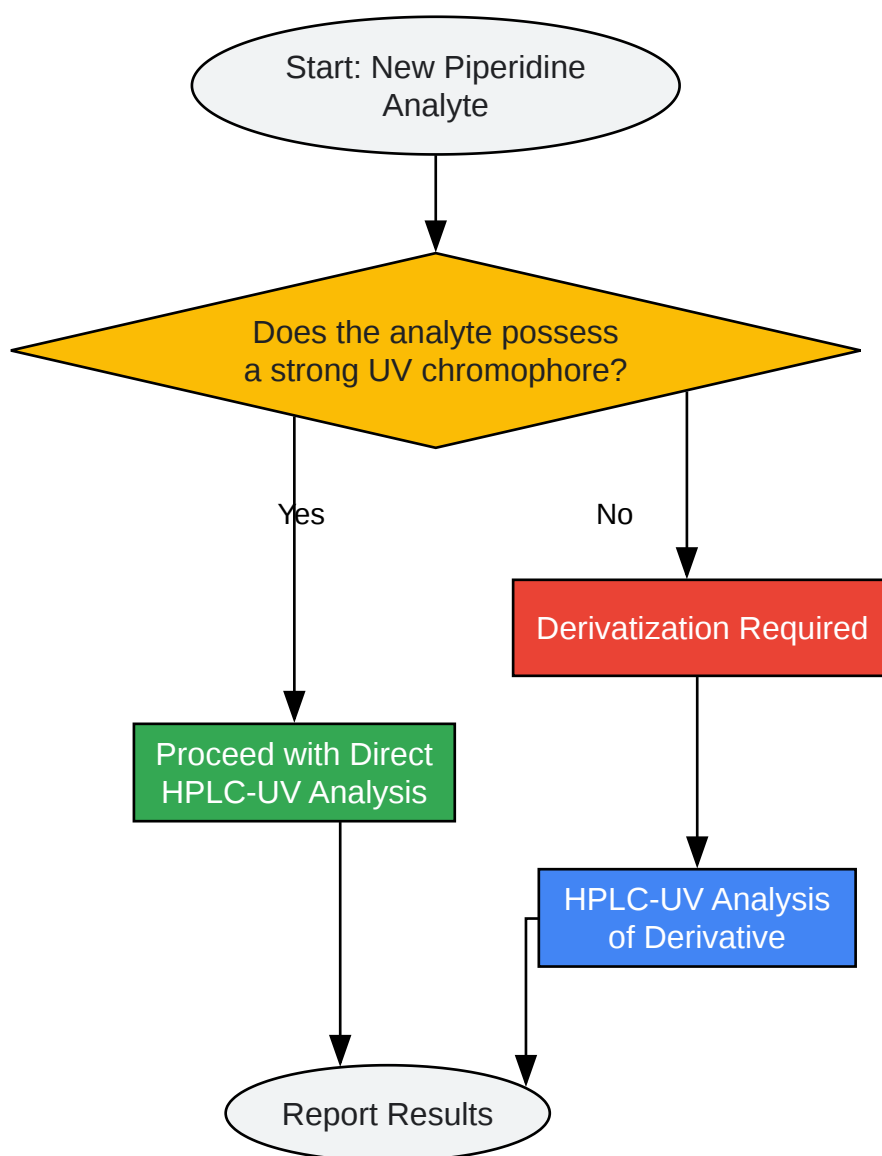 Start: New Piperidine
Analyte
Does the analyte possess
a strong UV chromophore?
Yes
No
Derivatization Required
Proceed with Direct
HPLC-UV Analysis
HPLC-UV Analysis
of Derivative
Report Results